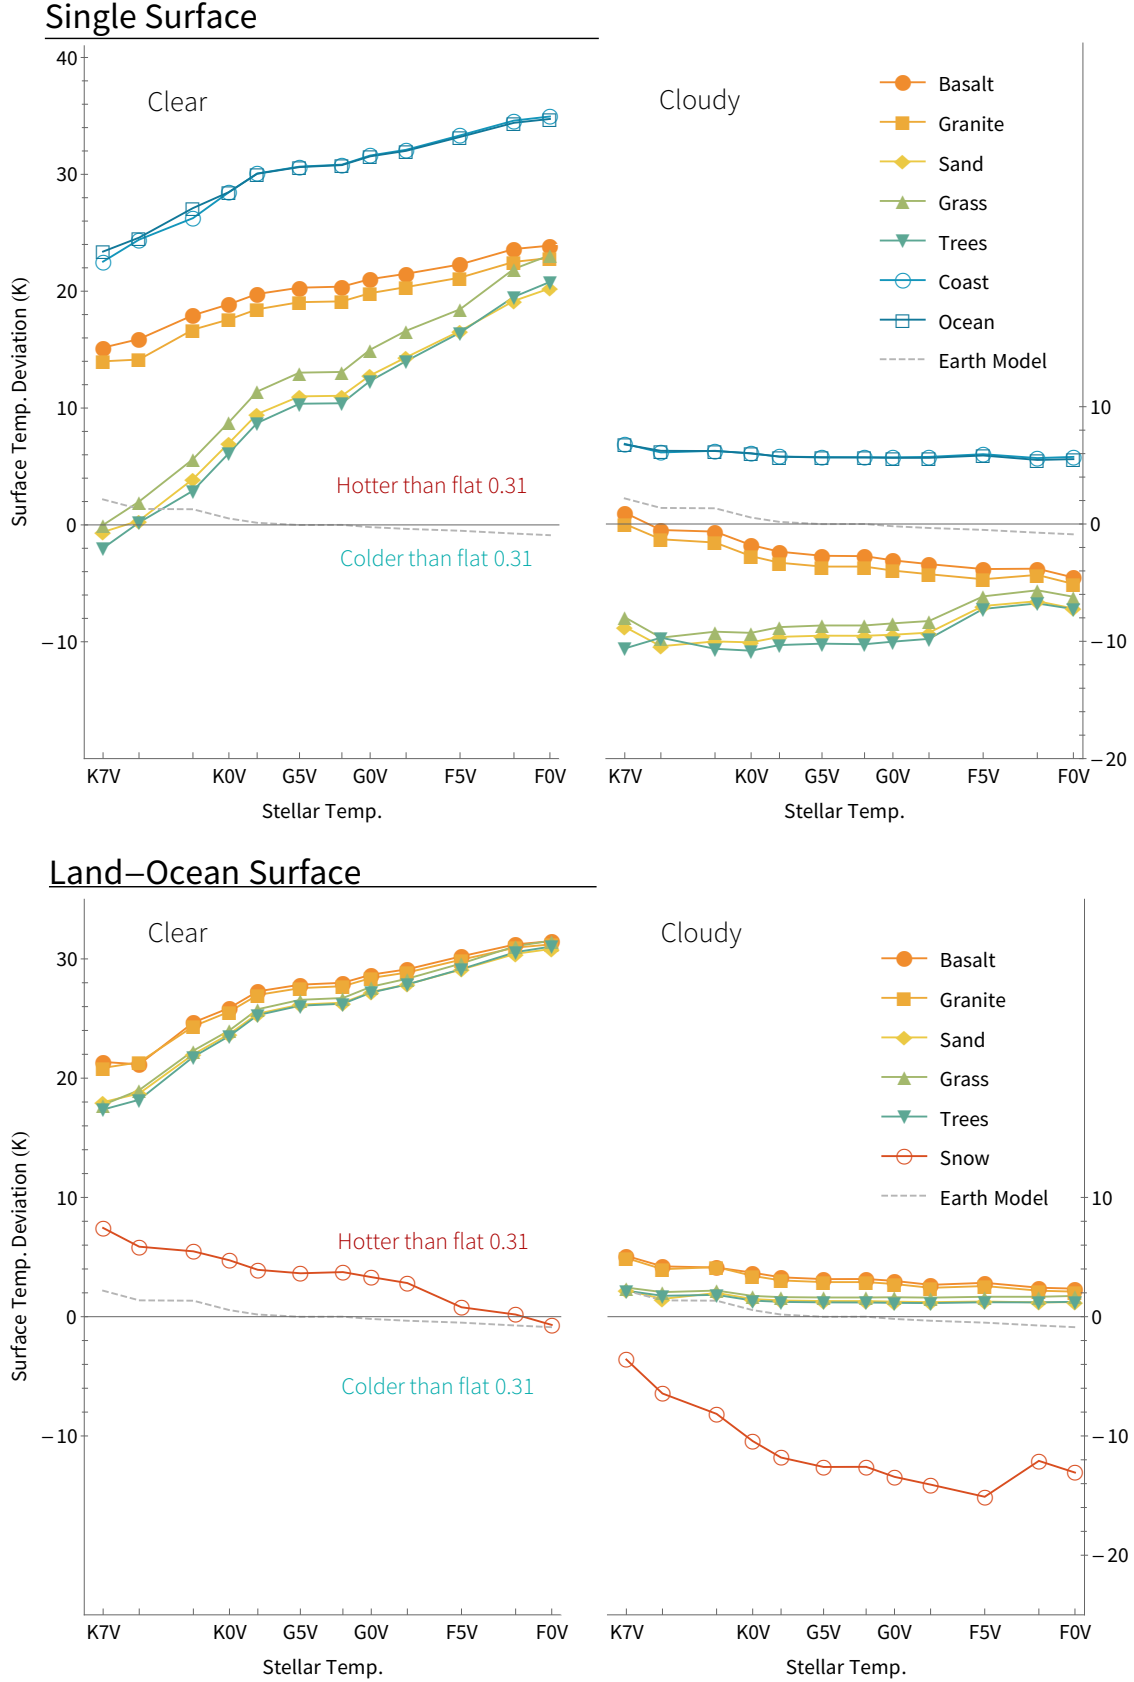 Single Surface
Clear
Cloudy
Basalt
Granite
Sand
Grass
Trees
Coast
Ocean
Earth Model
Hotter than flat 0.31
Colder than flat 0.31
Surface Temp. Deviation (K)
40
30
20
10
0
−10
10
0
−10
−20
K7V K0V G5V G0V F5V F0V
K7V K0V G5V G0V F5V F0V
Stellar Temp.
Stellar Temp.
Land−Ocean Surface
Clear
Cloudy
Basalt
Granite
Sand
Grass
Trees
Snow
Earth Model
Hotter than flat 0.31
Colder than flat 0.31
Surface Temp. Deviation (K)
30
20
10
0
−10
10
0
−10
−20
K7V K0V G5V G0V F5V F0V
K7V K0V G5V G0V F5V F0V
Stellar Temp.
Stellar Temp.